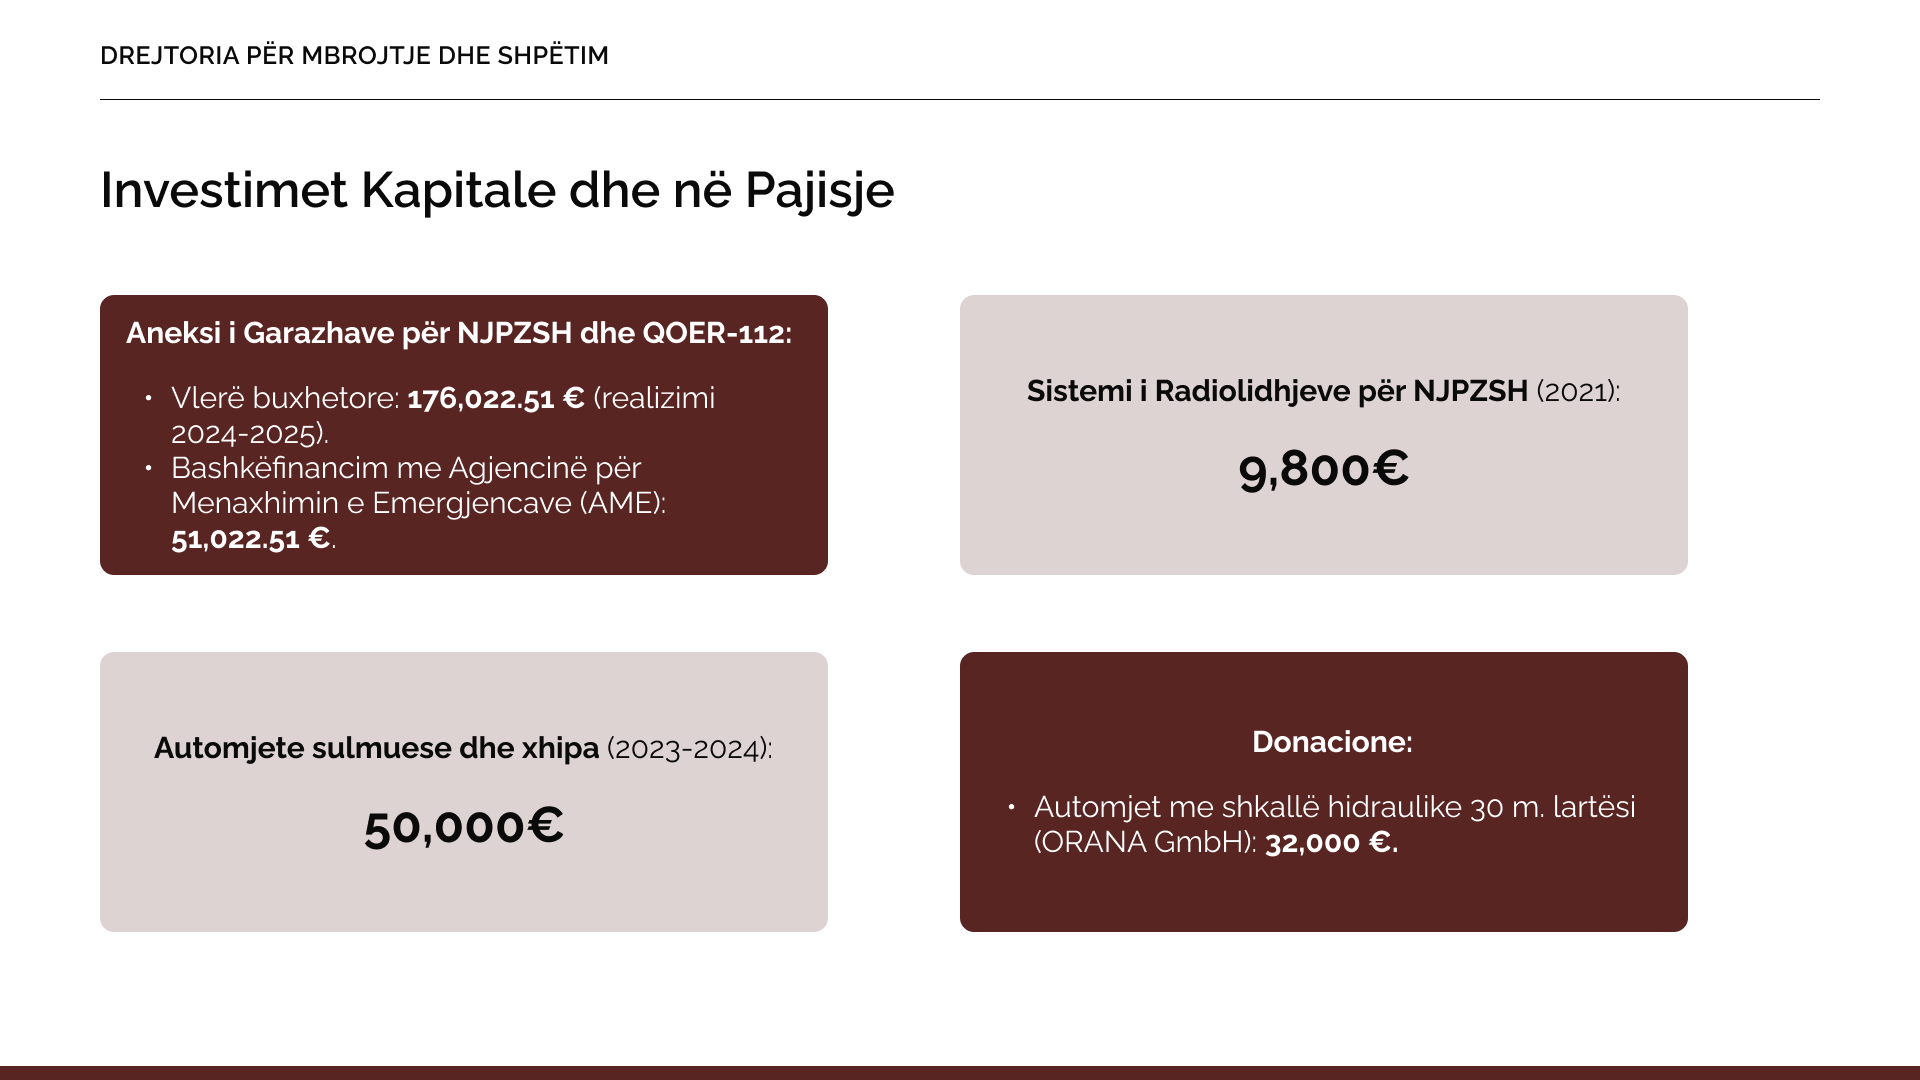 DREJTORIA PËR MBROJTJE DHE SHPËTIM
Investimet Kapitale dhe në Pajisje
Aneksi i Garazhave për NJPZSH dhe QOER-112:
• Vlerë buxhetore: 176,022.51 € (realizimi
2024-2025).
• Bashkëfinancim me Agjencinë për
Menaxhimin e Emergjencave (AME):
51,022.51 €.
Sistemi i Radiolidhjeve për NJPZSH (2021):
9,800€
Automjete sulmuese dhe xhipa (2023-2024):
50,000€
Donacione:
• Automjet me shkallë hidraulike 30 m. lartësi
(ORANA GmbH): 32,000 €.